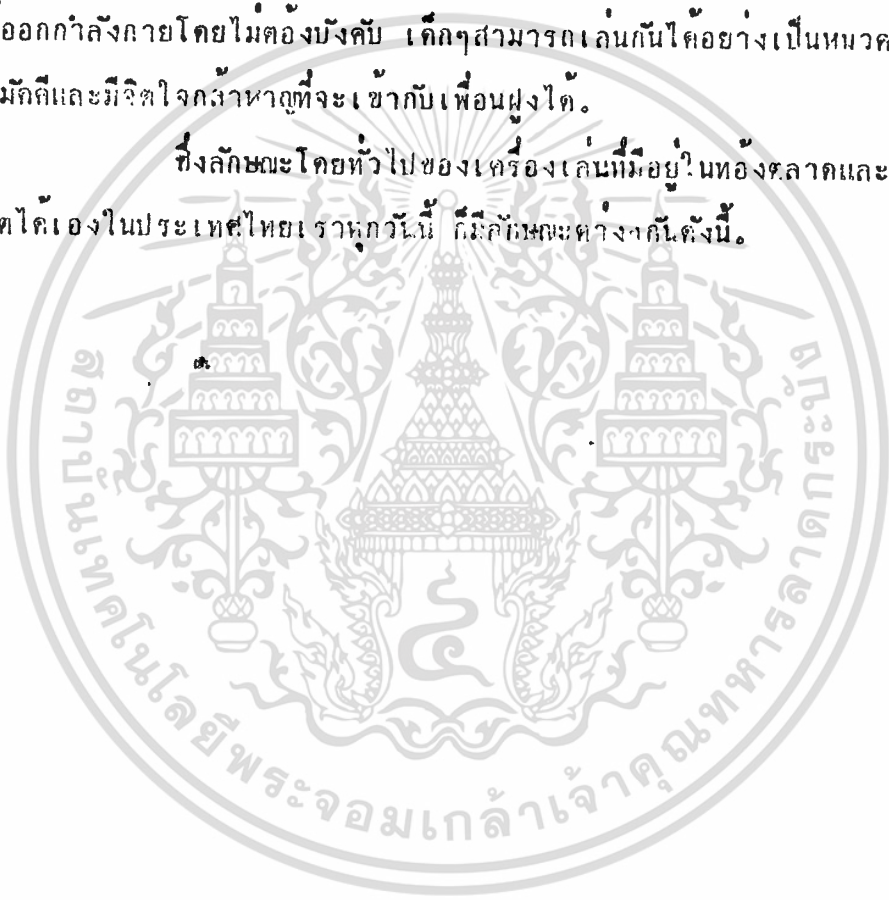 ออกกำลังกายโดยไม่ต้องบังคับ เด็กๆสามารถเล่นกันได้อย่างเป็นหมวด
มัคคีและมีจิตใจกล้าหาญที่จะเข้ากับเพื่อนฝูงได้.
ซึ่งลักษณะโดยทั่วไปของเครื่องเล่นที่มีอยู่ในท้องตลาดและ
ตได้เองในประเทศไทยเราทุกวันนี้ ก็มีลักษณะต่างๆกันดังนี้.
สถาบันเทคโนโลยีพระจอมเกล้าเจ้าคุณทหารลาดกระบัง